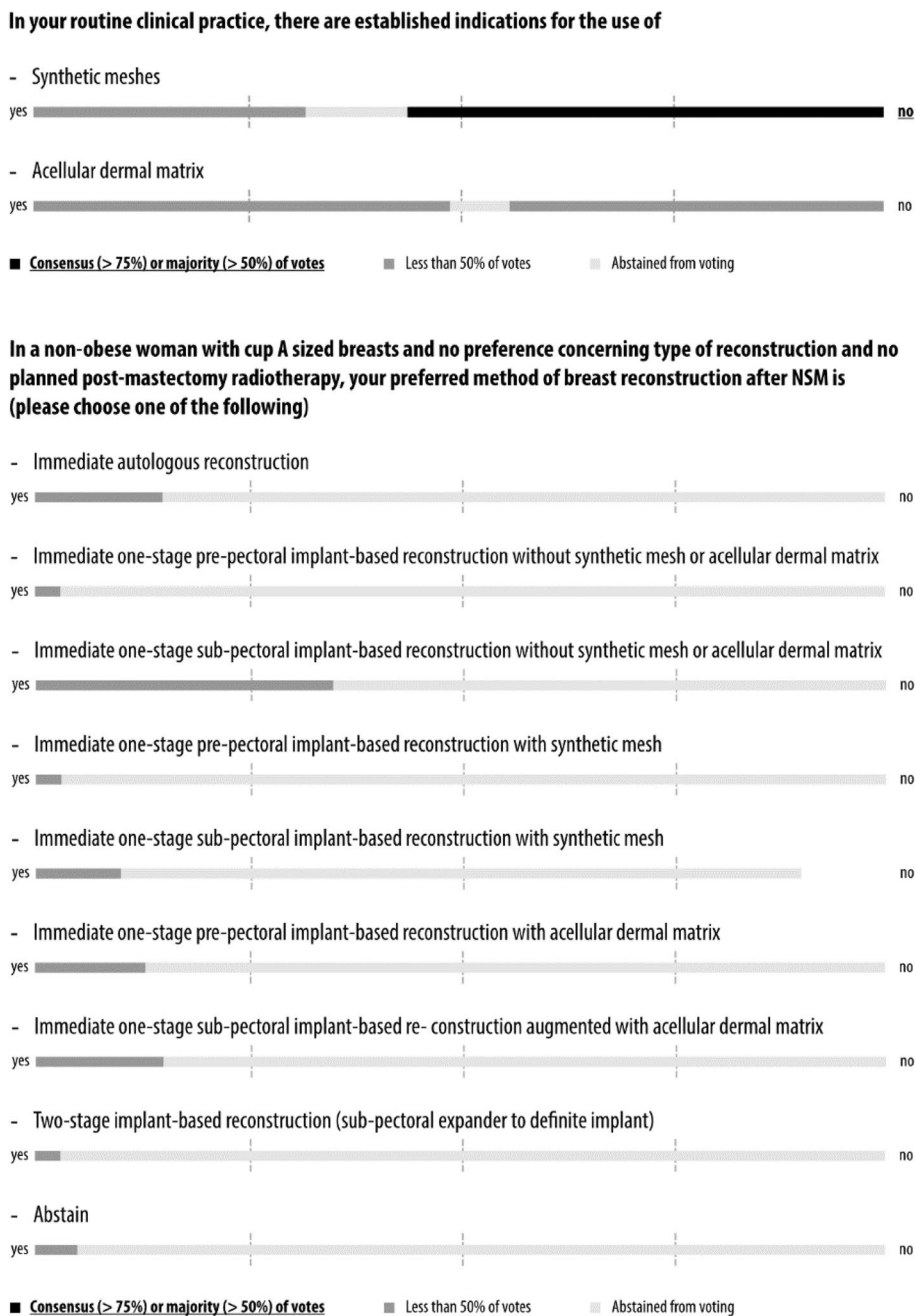 In your routine clinical practice, there are established indications for the use of
- Synthetic meshes
yes no
- Acellular dermal matrix
yes no
Consensus (> 75%) or majority (> 50%) of votes Less than 50% of votes Abstained from voting
In a non-obese woman with cup A sized breasts and no preference concerning type of reconstruction and no
planned post-mastectomy radiotherapy, your preferred method of breast reconstruction after NSM is
(please choose one of the following)
- Immediate autologous reconstruction
yes no
- Immediate one-stage pre-pectoral implant-based reconstruction without synthetic mesh or acellular dermal matrix
yes no
- Immediate one-stage sub-pectoral implant-based reconstruction without synthetic mesh or acellular dermal matrix
yes no
- Immediate one-stage pre-pectoral implant-based reconstruction with synthetic mesh
yes no
- Immediate one-stage sub-pectoral implant-based reconstruction with synthetic mesh
yes no
- Immediate one-stage pre-pectoral implant-based reconstruction with acellular dermal matrix
yes no
- Immediate one-stage sub-pectoral implant-based re- construction augmented with acellular dermal matrix
yes no
- Two-stage implant-based reconstruction (sub-pectoral expander to definite implant)
yes no
- Abstain
yes no
Consensus (> 75%) or majority (> 50%) of votes Less than 50% of votes Abstained from voting